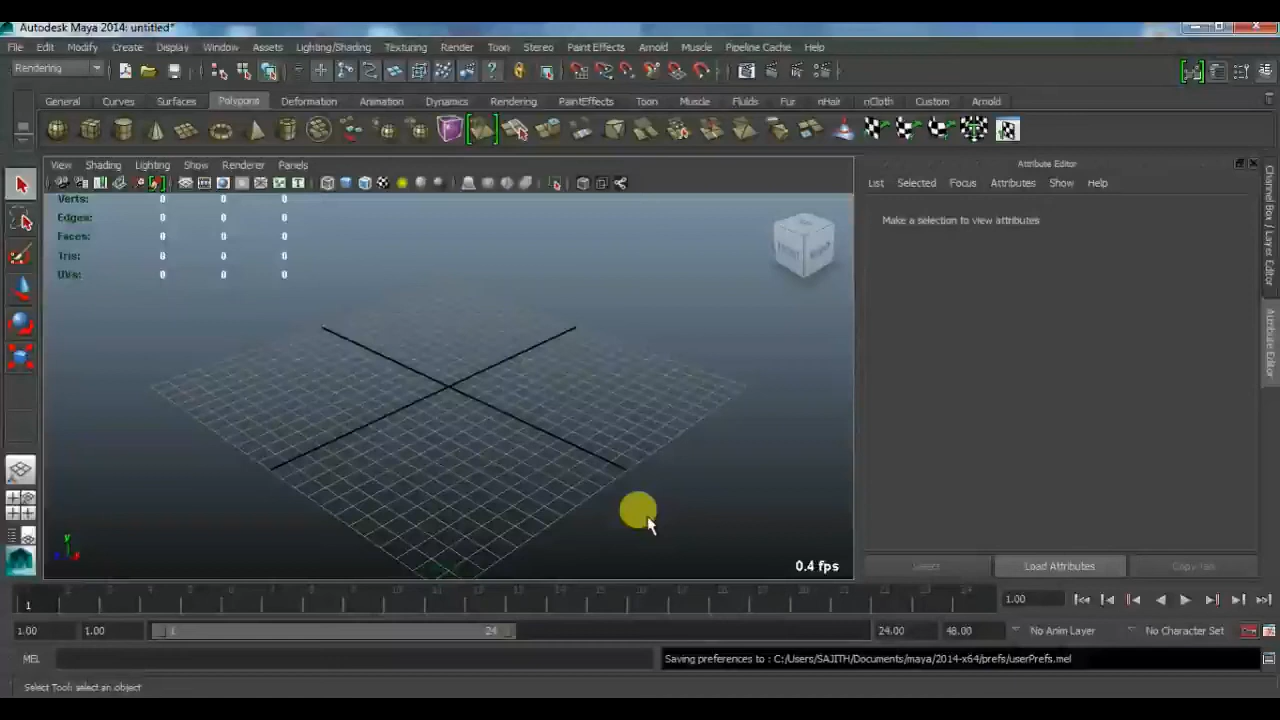 Autodesk Maya 2014: untitled*
File Edit Modify Create Display Window Assets Lighting/Shading Texturing Render Toon Stereo Paint Effects Arnold Muscle Pipeline Cache Help
Rendering
General Curves Surfaces Polygons Deformation Animation Dynamics Rendering PaintEffects Toon Muscle Fluids Fur nHair nCloth Custom Arnold
View Shading Lighting Show Renderer Panels
Attribute Editor
List Selected Focus Attributes Show Help
Make a selection to view attributes
Verts: 0 0 0
Edges: 0 0 0
Faces: 0 0 0
Tris: 0 0 0
UVs: 0 0 0
FRONT
Channel Box / Layer Editor
Attribute Editor
y
x
0.4 fps
Select Load Attributes Copy Tab
1
1.00
1.00 1.00 1 24 24.00 48.00 No Anim Layer No Character Set
MEL Saving preferences to : C:/Users/SAJITH/Documents/maya/2014-x64/prefs/userPrefs.mel
Select Tool: select an object